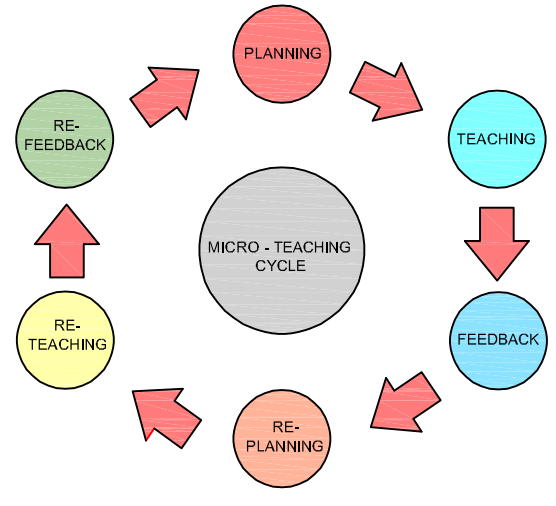 PLANNING
TEACHING
FEEDBACK
RE-
PLANNING
RE-
TEACHING
RE-
FEEDBACK
MICRO - TEACHING
CYCLE